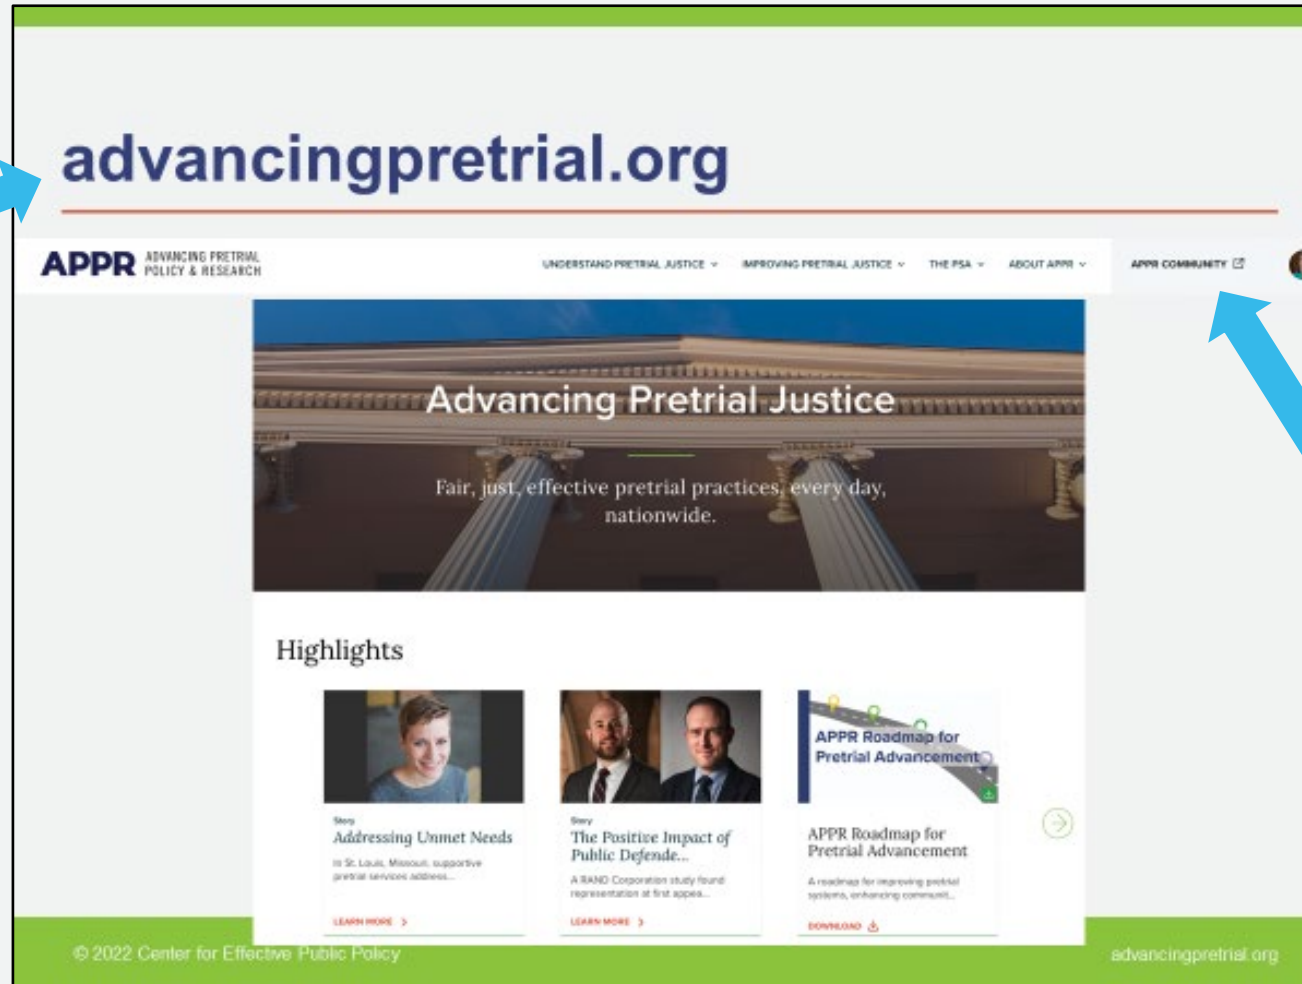 advancingpretrial.org
APPR ADVANCING PRETRIAL
POLICY & RESEARCH
UNDERSTAND PRETRIAL JUSTICE IMPROVING PRETRIAL JUSTICE THE PSA ABOUT APPR APPR COMMUNITY
Advancing Pretrial Justice
Fair, just, effective pretrial practices, every day,
nationwide.
Highlights
Story
Addressing Unmet Needs
In St. Louis, Missouri, supportive
pretrial services address...
LEARN MORE
Story
The Positive Impact of
Public Defende...
A RAND Corporation study found
representation at first appea...
LEARN MORE
APPR Roadmap for
Pretrial Advancement
APPR Roadmap for
Pretrial Advancement
A roadmap for improving pretrial
systems, enhancing communit...
DOWNLOAD
© 2022 Center for Effective Public Policy
advancingpretrial.org